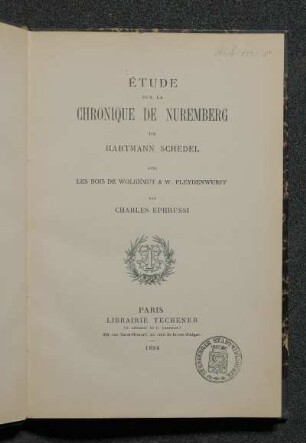 ÉTUDE
SUR LA
CHRONIQUE DE NUREMBERG
DE
HARTMANN SCHEDEL
AVEC
LES BOIS DE WOLGEMUT & W. PLEYDENWURFF
PAR
CHARLES EPHRUSSI
PARIS
LIBRAIRIE TECHENER
1894